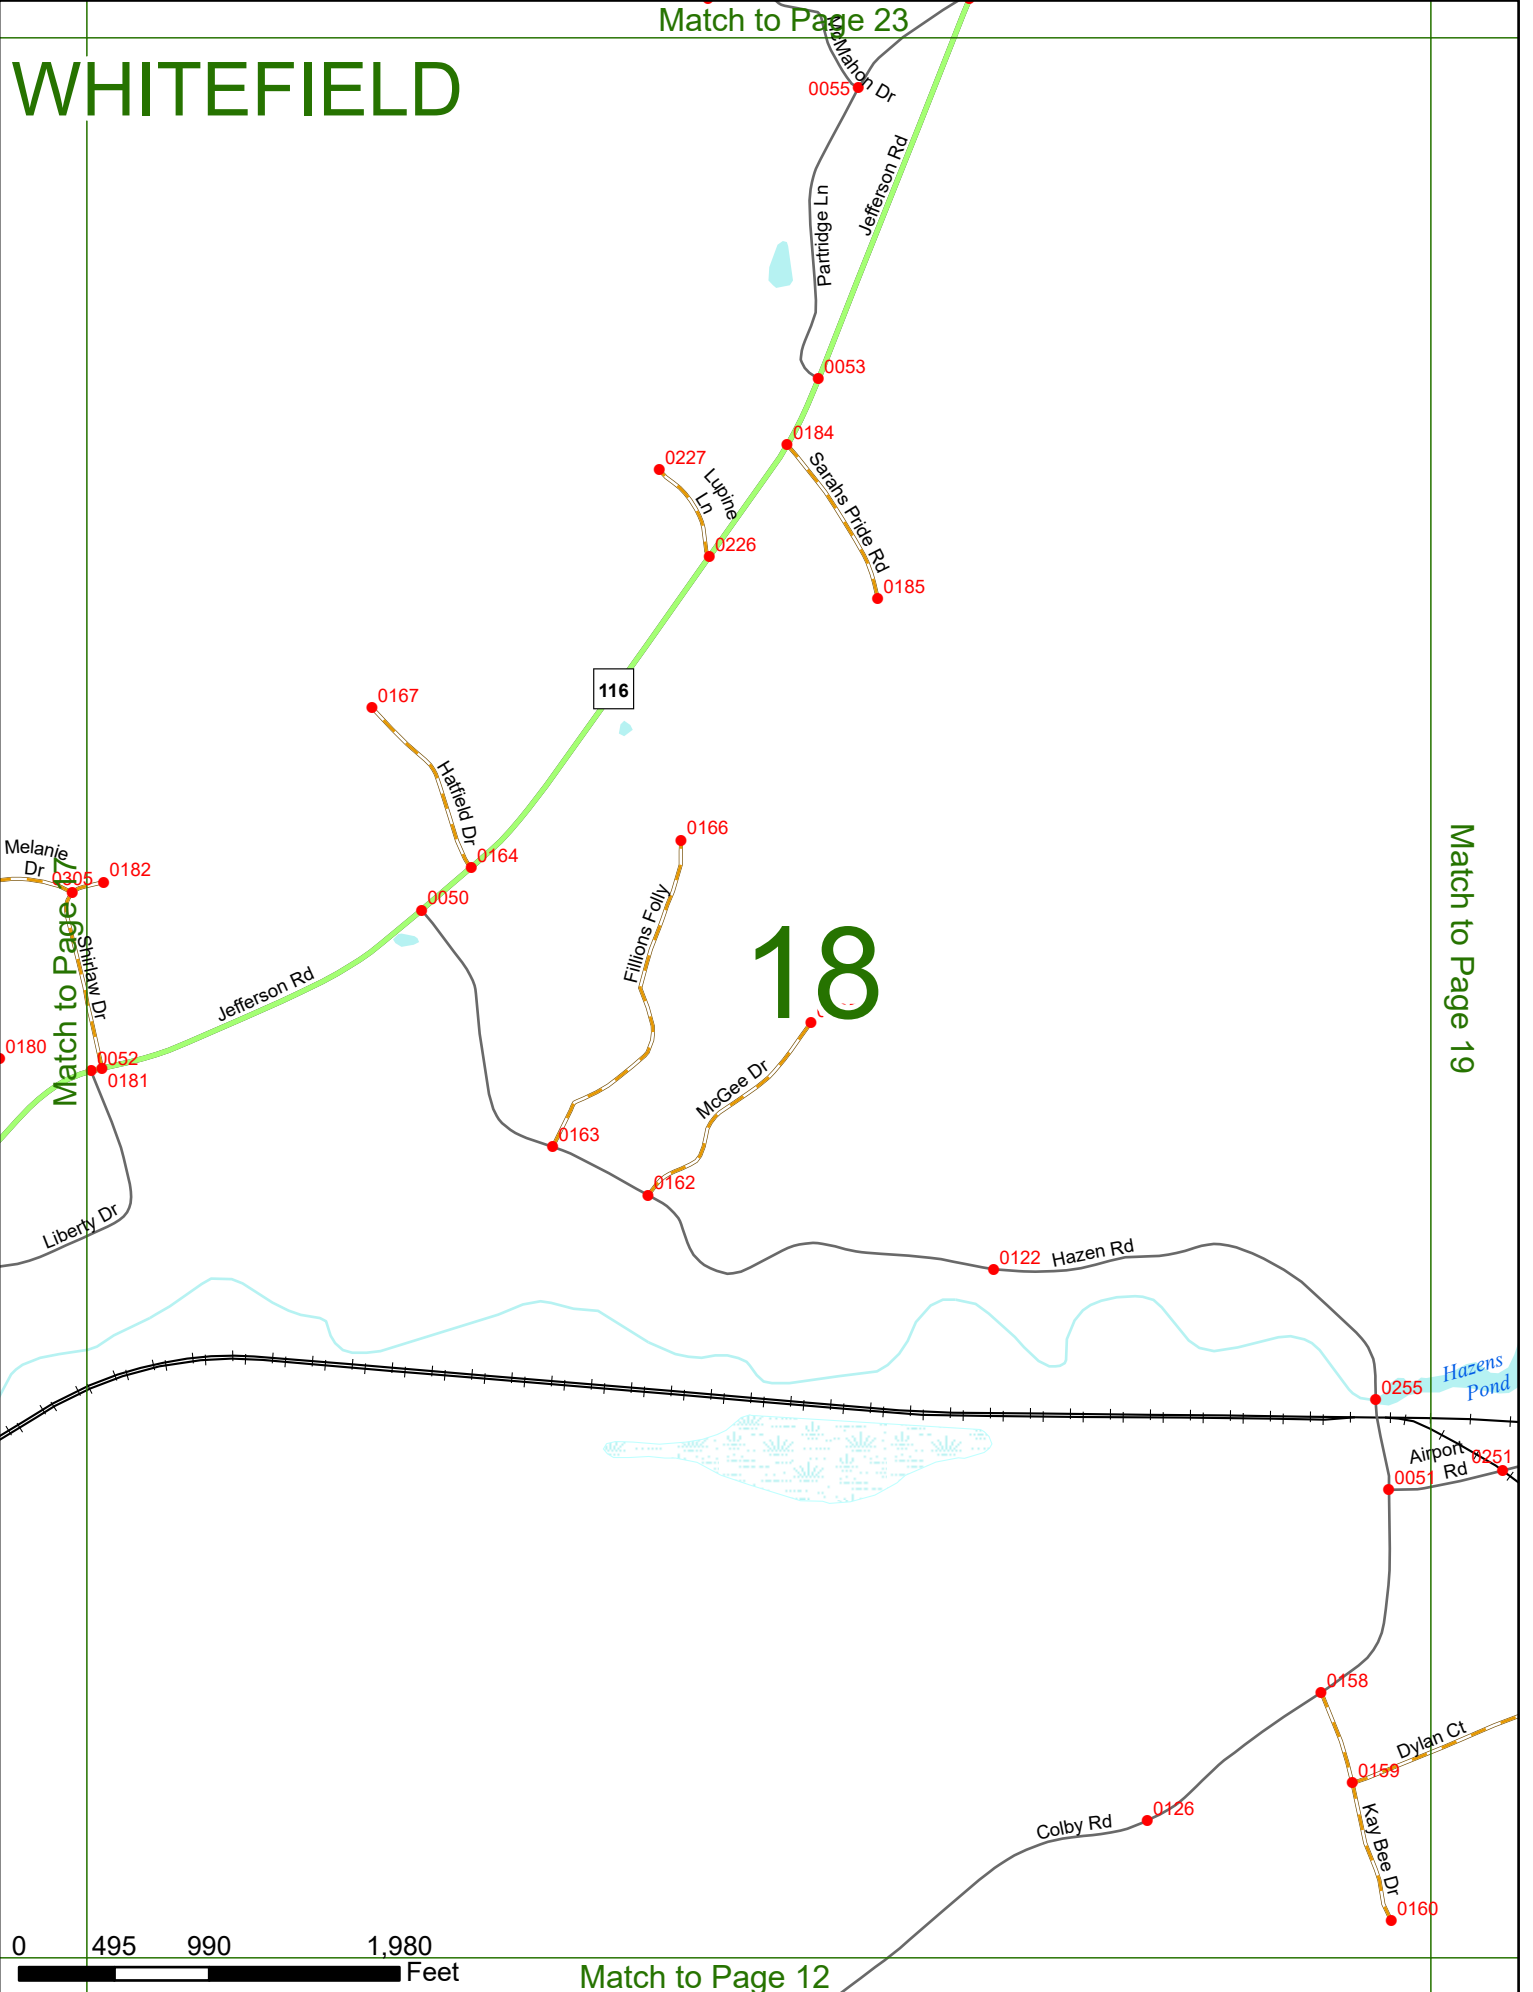 Match to Page 23
WHITEFIELD
McMahon Dr
0055
Jefferson Rd
Partridge Ln
0053
0184
0227
Lupine
Ln
Sarahs Pride Rd
0226
0185
116
0167
Hatfield Dr
0166
Melanie
Dr
0305
0182
0164
0050
Match to Page 17
Shirlaw Dr
Fillions Folly
18
Match to Page 19
Jefferson Rd
0180
0052
0181
McGee Dr
0163
0162
Liberty Dr
0122
Hazen Rd
Hazens
Pond
0255
Airport
Rd
0251
0051
0158
Dylan Ct
0159
0126
Colby Rd
Kay Bee Dr
0160
0 495 990 1,980
Feet
Match to Page 12